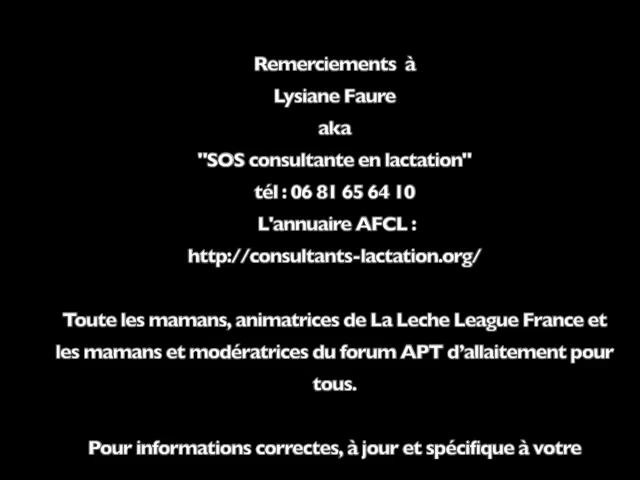 Remerciements à
Lysiane Faure
aka
"SOS consultante en lactation"
tél : 06 81 65 64 10
L'annuaire AFCL :
http://consultants-lactation.org/
Toute les mamans, animatrices de La Leche League France et
les mamans et modératrices du forum APT d’allaitement pour
tous.
Pour informations correctes, à jour et spécifique à votre